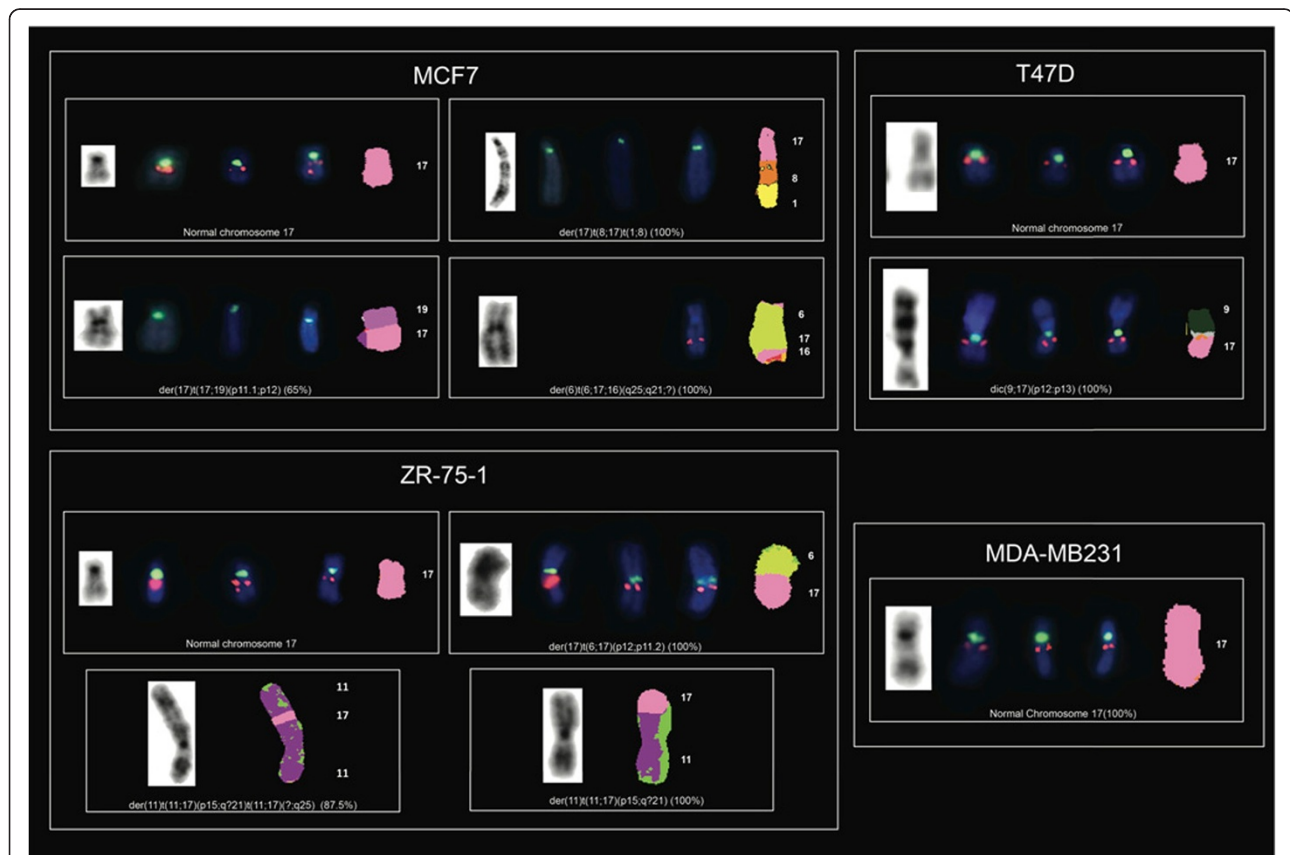 MCF7
17
Normal chromosome 17
17
8
1
der(17)t(8;17)t(1;8) (100%)
19
17
der(17)t(17;19)(p11.1;p12) (65%)
6
17
16
der(6)t(6;17;16)(q25;q21;?) (100%)
T47D
17
Normal chromosome 17
9
17
dic(9;17)(p12:p13) (100%)
ZR-75-1
17
Normal chromosome 17
6
17
der(17)t(6;17)(p12;p11.2) (100%)
11
17
11
der(11)t(11;17)(p15;q?21)t(11;17)(?;q25) (87.5%)
17
11
der(11)t(11;17)(p15;q?21) (100%)
MDA-MB231
17
Normal Chromosome 17(100%)